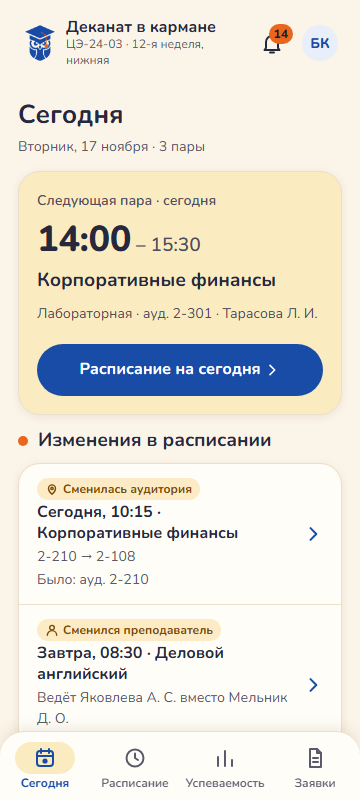 Деканат в кармане
ЦЭ-24-03 · 12-я неделя,
нижняя
14
БК
Сегодня
Вторник, 17 ноября · 3 пары
Следующая пара · сегодня
14:00 – 15:30
Корпоративные финансы
Лабораторная · ауд. 2-301 · Тарасова Л. И.
Расписание на сегодня
Изменения в расписании
Сменилась аудитория
Сегодня, 10:15 ·
Корпоративные финансы
2-210 → 2-108
Было: ауд. 2-210
Сменился преподаватель
Завтра, 08:30 · Деловой
английский
Ведёт Яковлева А. С. вместо Мельник
Д. О.
Сегодня
Расписание
Успеваемость
Заявки